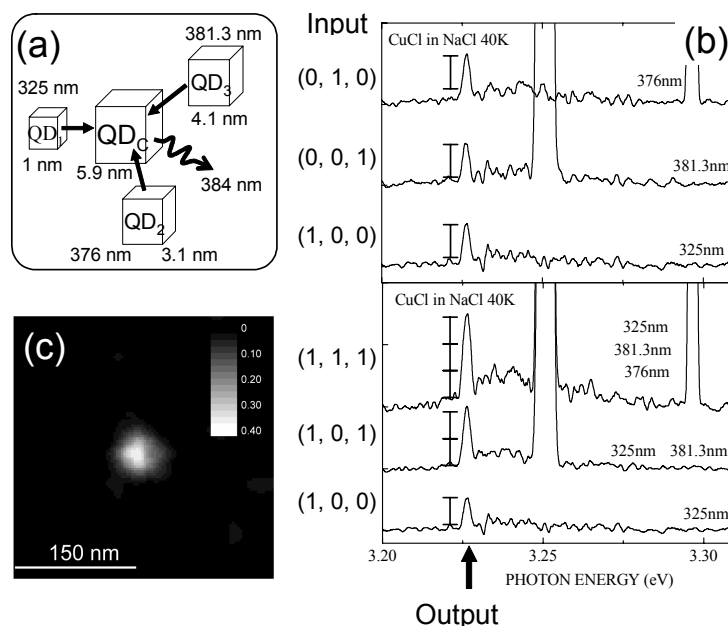 (a)
381.3 nm
QD3
4.1 nm
325 nm
QD1
1 nm
QDC
5.9 nm
384 nm
QD2
376 nm
3.1 nm
Input
(b)
CuCl in NaCl 40K
(0, 1, 0)
376nm
(0, 0, 1)
381.3nm
(1, 0, 0)
325nm
CuCl in NaCl 40K
(1, 1, 1)
325nm
381.3nm
376nm
(1, 0, 1)
325nm 381.3nm
(1, 0, 0)
325nm
3.20 3.25 3.30
PHOTON ENERGY (eV)
Output
(c)
0
0.10
0.20
0.30
0.40
150 nm